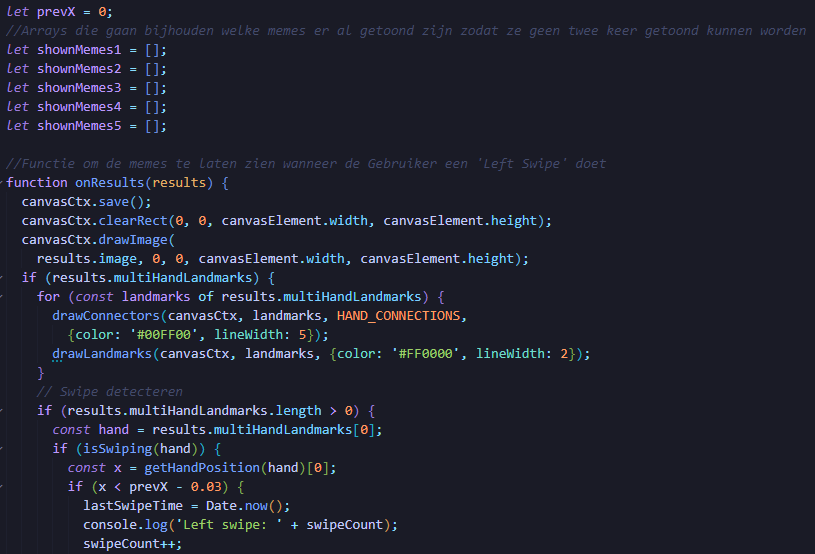 let prevX = 0;
//Arrays die gaan bijhouden welke memes er al getoond zijn zodat ze geen twee keer getoond kunnen worden
let shownMemes1 = [];
let shownMemes2 = [];
let shownMemes3 = [];
let shownMemes4 = [];
let shownMemes5 = [];

//Functie om de memes te laten zien wanneer de Gebruiker een 'Left Swipe' doet
function onResults(results) {
  canvasCtx.save();
  canvasCtx.clearRect(0, 0, canvasElement.width, canvasElement.height);
  canvasCtx.drawImage(
    results.image, 0, 0, canvasElement.width, canvasElement.height);
  if (results.multiHandLandmarks) {
    for (const landmarks of results.multiHandLandmarks) {
      drawConnectors(canvasCtx, landmarks, HAND_CONNECTIONS,
        {color: '#00FF00', lineWidth: 5});
      drawLandmarks(canvasCtx, landmarks, {color: '#FF0000', lineWidth: 2});
    }
    // Swipe detecteren
    if (results.multiHandLandmarks.length > 0) {
      const hand = results.multiHandLandmarks[0];
      if (isSwiping(hand)) {
        const x = getHandPosition(hand)[0];
        if (x < prevX - 0.03) {
          lastSwipeTime = Date.now();
          console.log('Left swipe: ' + swipeCount);
          swipeCount++;